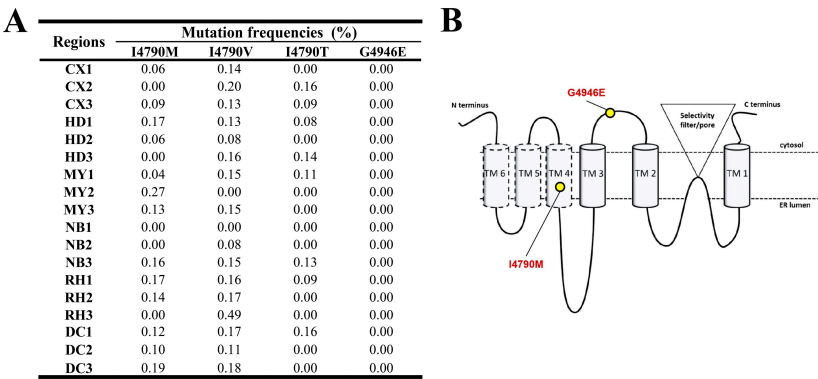 A
Regions Mutation frequencies (%)
I4790M I4790V I4790T G4946E
CX1 0.06 0.14 0.00 0.00
CX2 0.00 0.20 0.16 0.00
CX3 0.09 0.13 0.09 0.00
HD1 0.17 0.13 0.08 0.00
HD2 0.06 0.08 0.00 0.00
HD3 0.00 0.16 0.14 0.00
MY1 0.04 0.15 0.11 0.00
MY2 0.27 0.00 0.00 0.00
MY3 0.13 0.15 0.00 0.00
NB1 0.00 0.00 0.00 0.00
NB2 0.00 0.08 0.00 0.00
NB3 0.16 0.15 0.13 0.00
RH1 0.17 0.16 0.09 0.00
RH2 0.14 0.17 0.00 0.00
RH3 0.00 0.49 0.00 0.00
DC1 0.12 0.17 0.16 0.00
DC2 0.10 0.11 0.00 0.00
DC3 0.19 0.18 0.00 0.00
B
G4946E
N terminus
C terminus
Selectivity
filter/pore
cytosol
TM 6 TM 5 TM 4 TM 3 TM 2 TM 1
ER lumen
I4790M